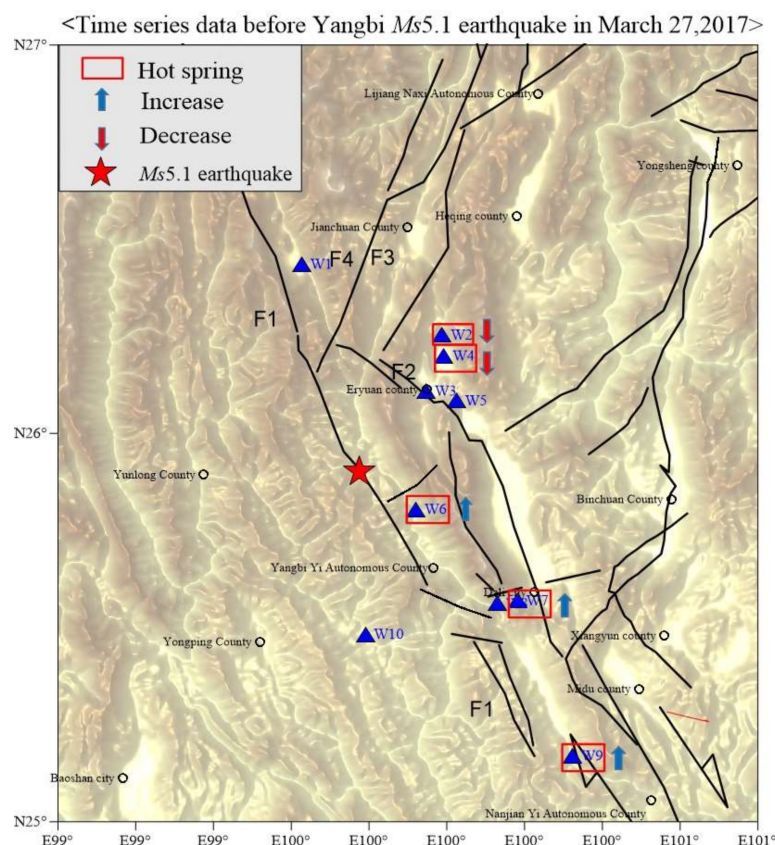 <Time series data before Yangbi Ms5.1 earthquake in March 27,2017>
N27°
Hot spring
Increase
Decrease
Ms5.1 earthquake
Lijiang Naxi Autonomous County
Yongsheng county
Heqing county
Jianchuan County
W1
F4
F3
F1
W2
W4
F2
Eryuan county
W3
W5
N26°
Yunlong County
Binchuan County
W6
Yangbi Yi Autonomous County
W7
Xiangyun county
W10
Yongping County
Midu county
F1
W9
Baoshan city
Nanjian Yi Autonomous County
N25°
E99° E99° E99° E100° E100° E100° E100° E100° E101° E101°